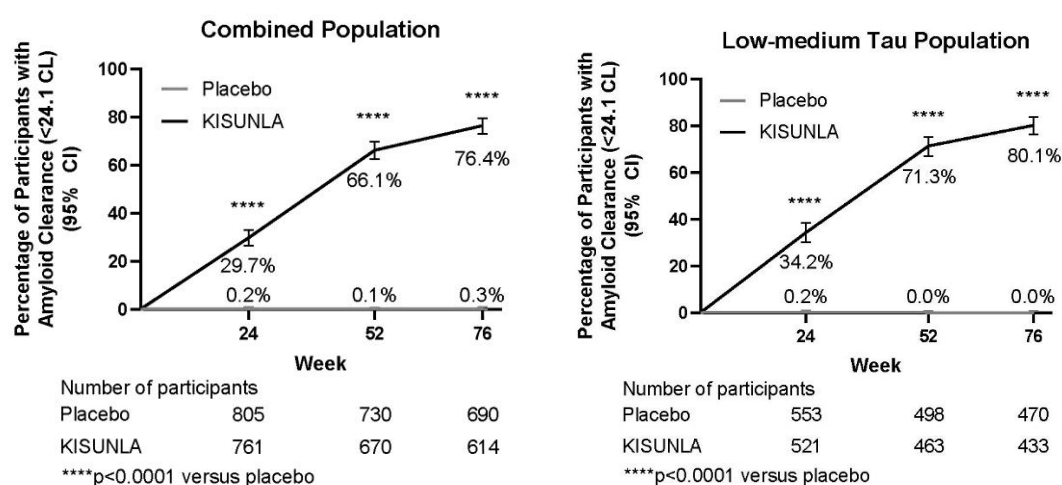 Combined Population
Percentage of Participants with
Amyloid Clearance (<24.1 CL)
(95% CI)
100
80
60
40
20
0
Placebo
KISUNLA
****
****
****
29.7%
66.1%
76.4%
0.2%
0.1%
0.3%
24
52
76
Week
Number of participants
Placebo 805 730 690
KISUNLA 761 670 614
****p<0.0001 versus placebo
Low-medium Tau Population
Percentage of Participants with
Amyloid Clearance (<24.1 CL)
(95% CI)
100
80
60
40
20
0
Placebo
KISUNLA
****
****
****
34.2%
71.3%
80.1%
0.2%
0.0%
0.0%
24
52
76
Week
Number of participants
Placebo 553 498 470
KISUNLA 521 463 433
****p<0.0001 versus placebo